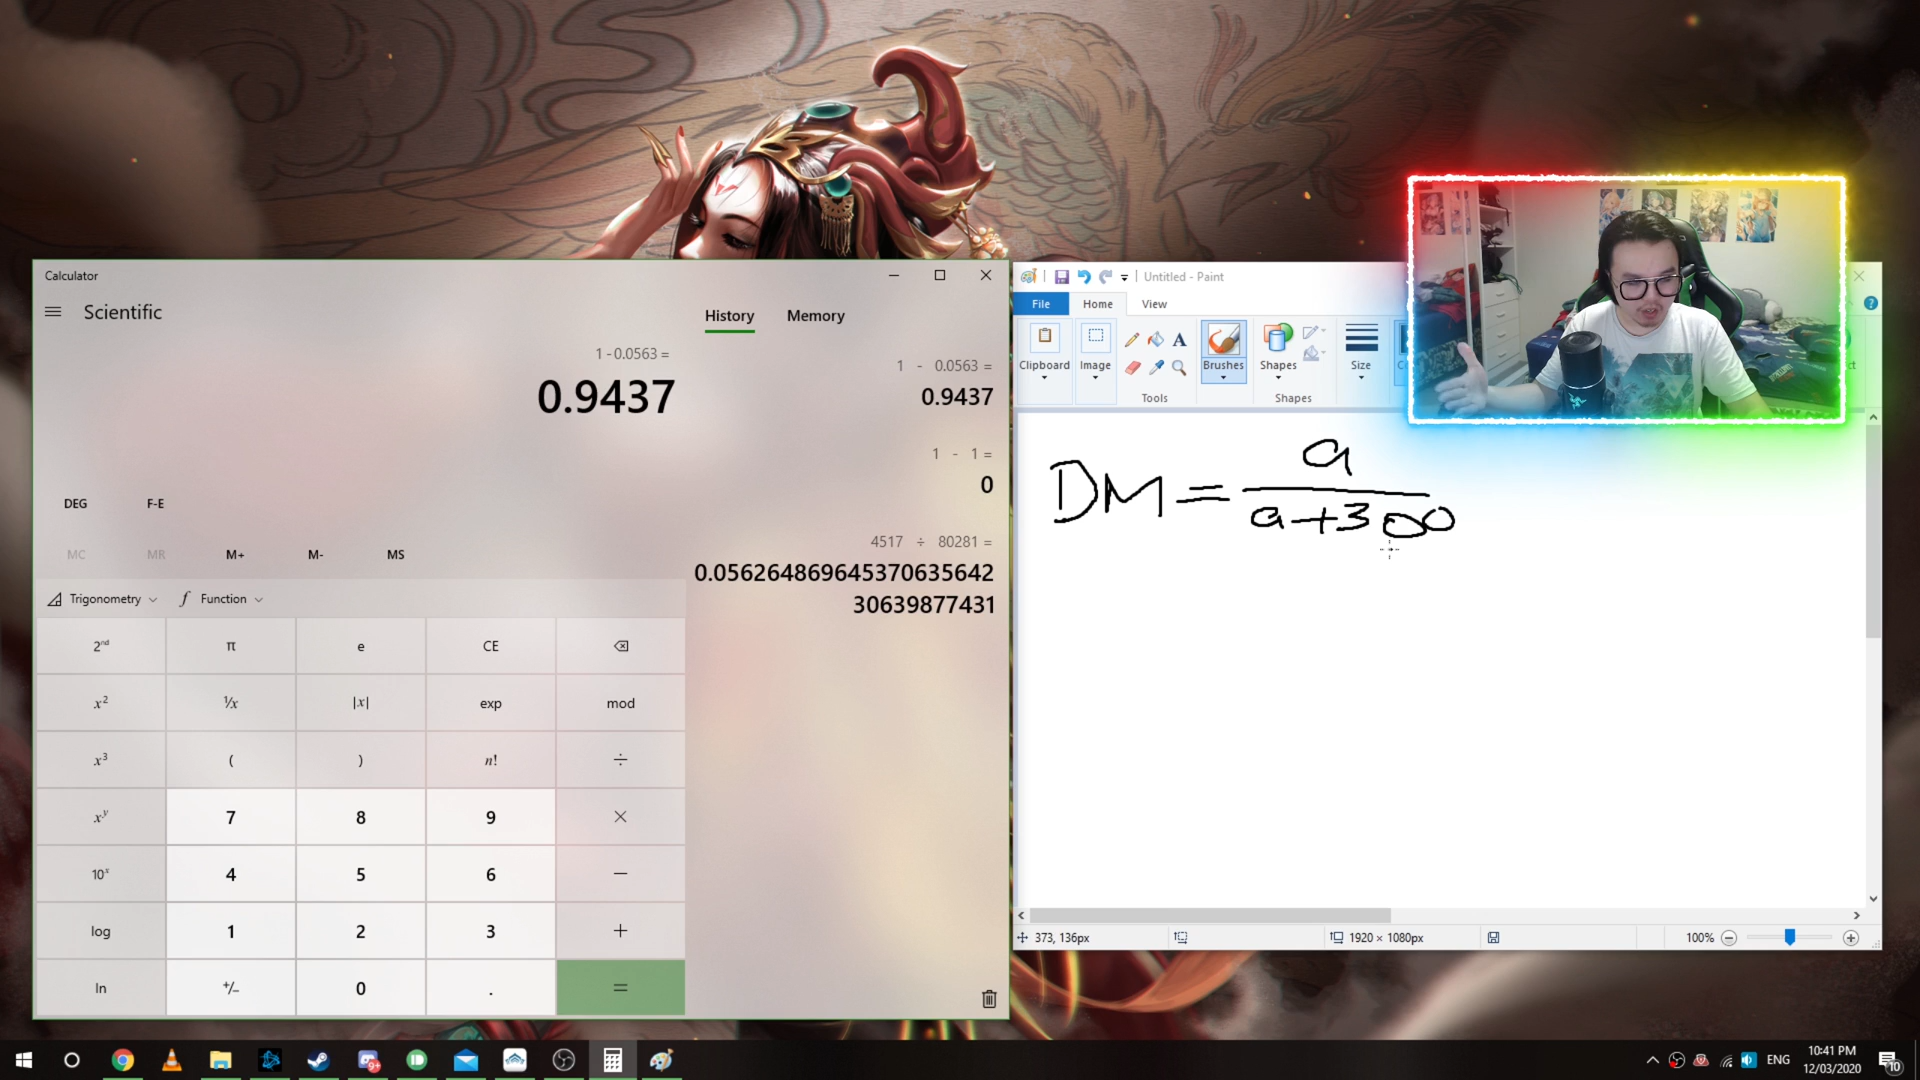 Calculator
Scientific
History
Memory
1 - 0.0563 =
0.9437
1 - 0.0563 =
0.9437
1 - 1 =
0
4517 ÷ 80281 =
0.056264869645370635642
30639877431
DEG
F-E
MC
MR
M+
M-
MS
Trigonometry
f Function
2nd
π
e
CE
x²
⅟x
|x|
exp
mod
x³
(
)
n!
÷
xʸ
7
8
9
×
10ˣ
4
5
6
−
log
1
2
3
+
ln
+/−
0
.
=
Untitled - Paint
File
Home
View
Clipboard
Image
A
Brushes
Shapes
Size
Tools
Shapes
DM = a
a+300
373, 136px
1920 × 1080px
100%
9+
ENG
10:41 PM
12/03/2020
10